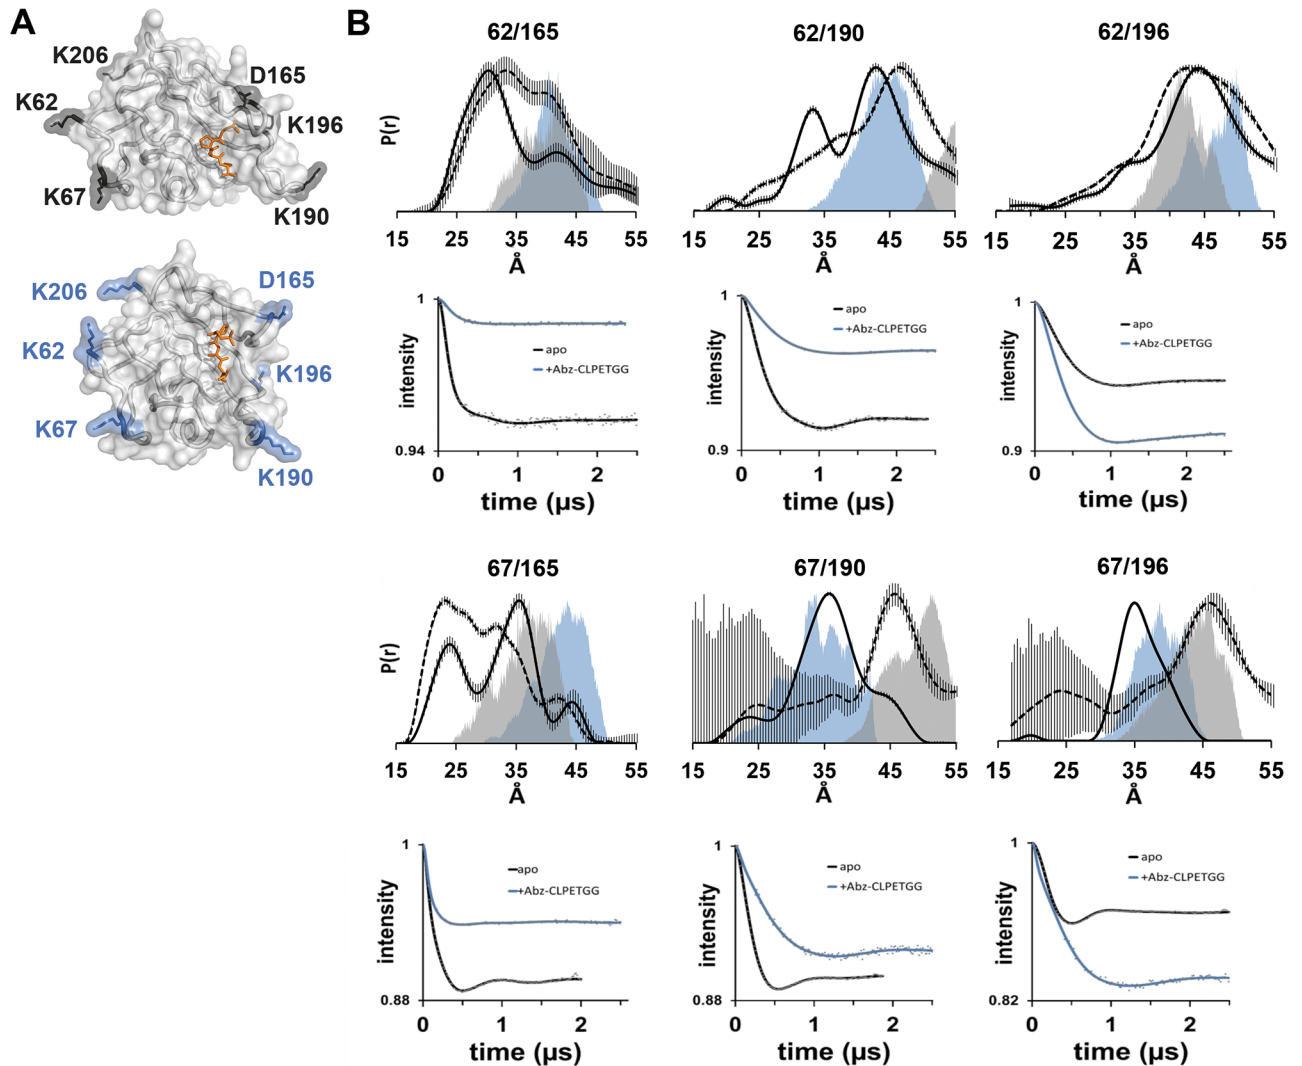 A
K206
D165
K62
K196
K67
K190
K206
D165
K62
K196
K67
K190
B
62/165
62/190
62/196
P(r)
15 25 35 45 55
15 25 35 45 55
15 25 35 45 55
Å
Å
Å
1
intensity
apo
+Abz-CLPETGG
0.94
0 1 2
time (µs)
1
intensity
apo
+Abz-CLPETGG
0.9
0 1 2
time (µs)
1
intensity
apo
+Abz-CLPETGG
0.9
0 1 2
time (µs)
67/165
67/190
67/196
P(r)
15 25 35 45 55
15 25 35 45 55
15 25 35 45 55
Å
Å
Å
1
intensity
apo
+Abz-CLPETGG
0.88
0 1 2
time (µs)
1
intensity
apo
+Abz-CLPETGG
0.88
0 1 2
time (µs)
1
intensity
apo
+Abz-CLPETGG
0.82
0 1 2
time (µs)